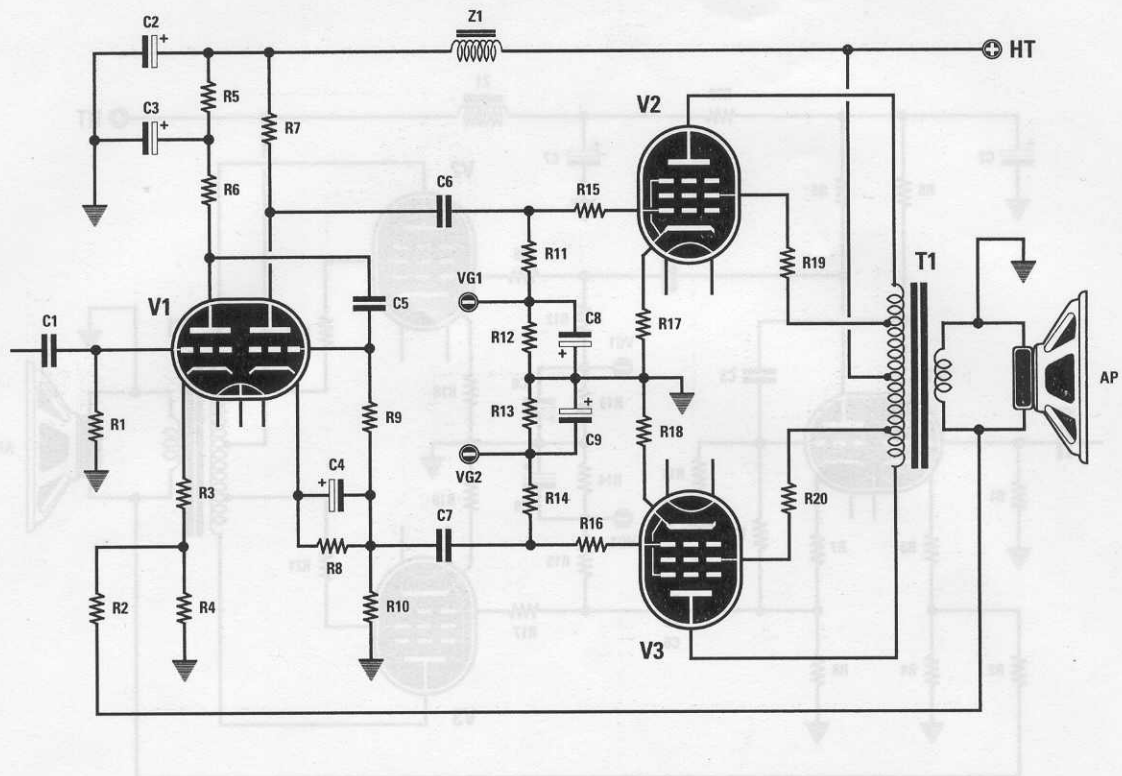 C2
Z1
HT
+
C3
+
R5
R7
V2
R6
C6
R15
R11
R19
T1
VG1
V1
C5
C1
R12
C8
R17
+
AP
R1
R9
R13
+
C9
R18
VG2
C4
+
R3
R14
R20
C7
R16
R8
R2
R4
R10
V3